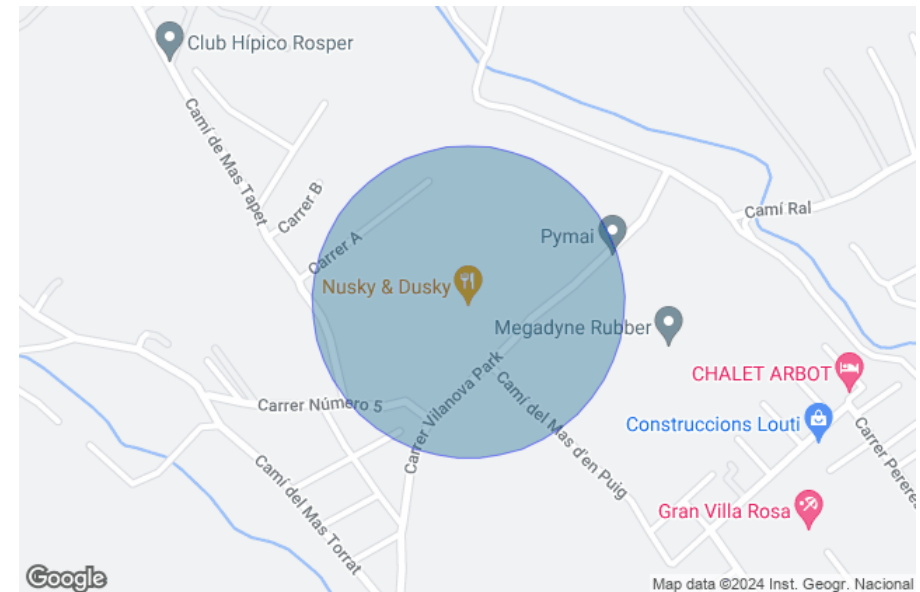 Club Hípico Rosper
Camí de Mas Tapet
Carrer B
Carrer A
Camí Ral
Pymai
Nusky & Dusky
Megadyne Rubber
CHALET ARBOT
Carrer Número 5
Carrer Vilanova Park
Camí del Mas d'en Puig
Construccions Louti
Carrer Pereres
Camí del Mas Torrat
Gran Villa Rosa
Google
Map data ©2024 Inst. Geogr. Nacional